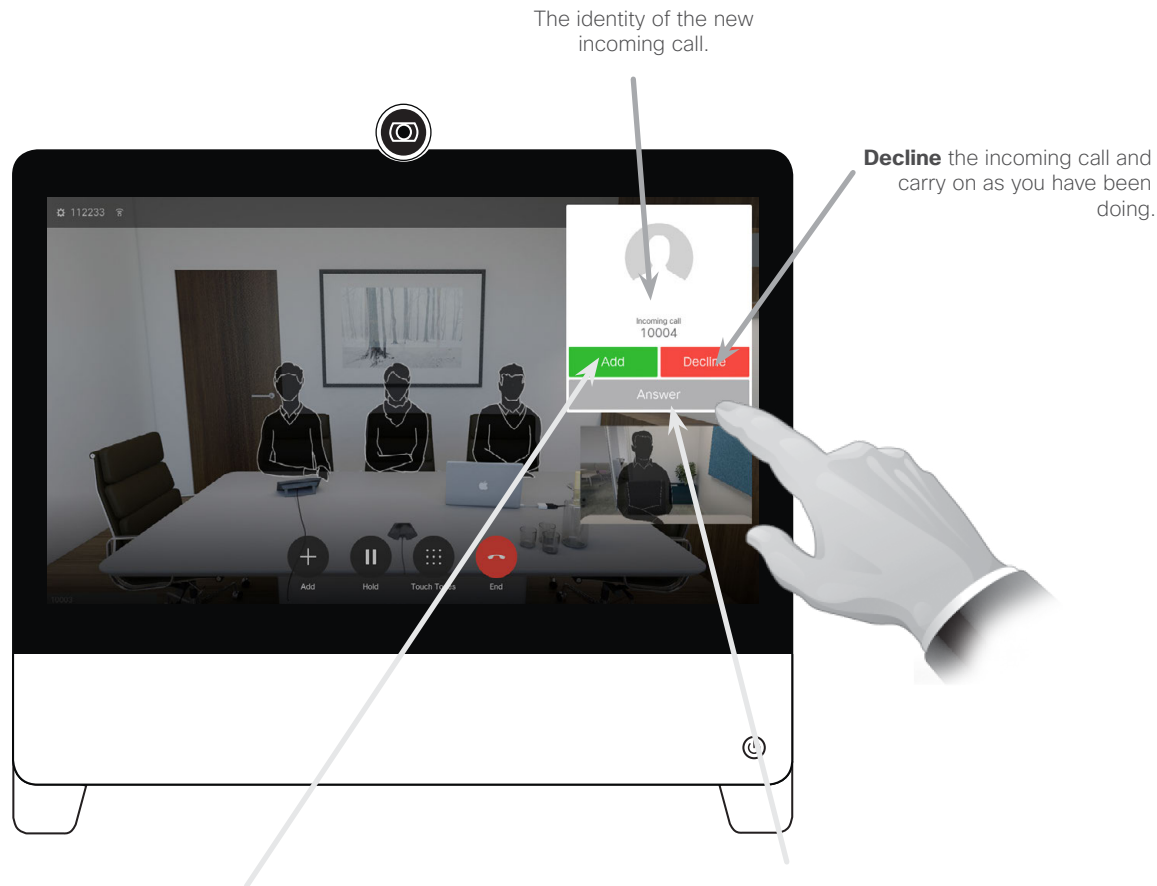 The identity of the new
incoming call.
Decline the incoming call and
carry on as you have been
doing.
112233
Incoming call
10004
Add
Decline
Answer
Add
Hold
Touch Tones
End